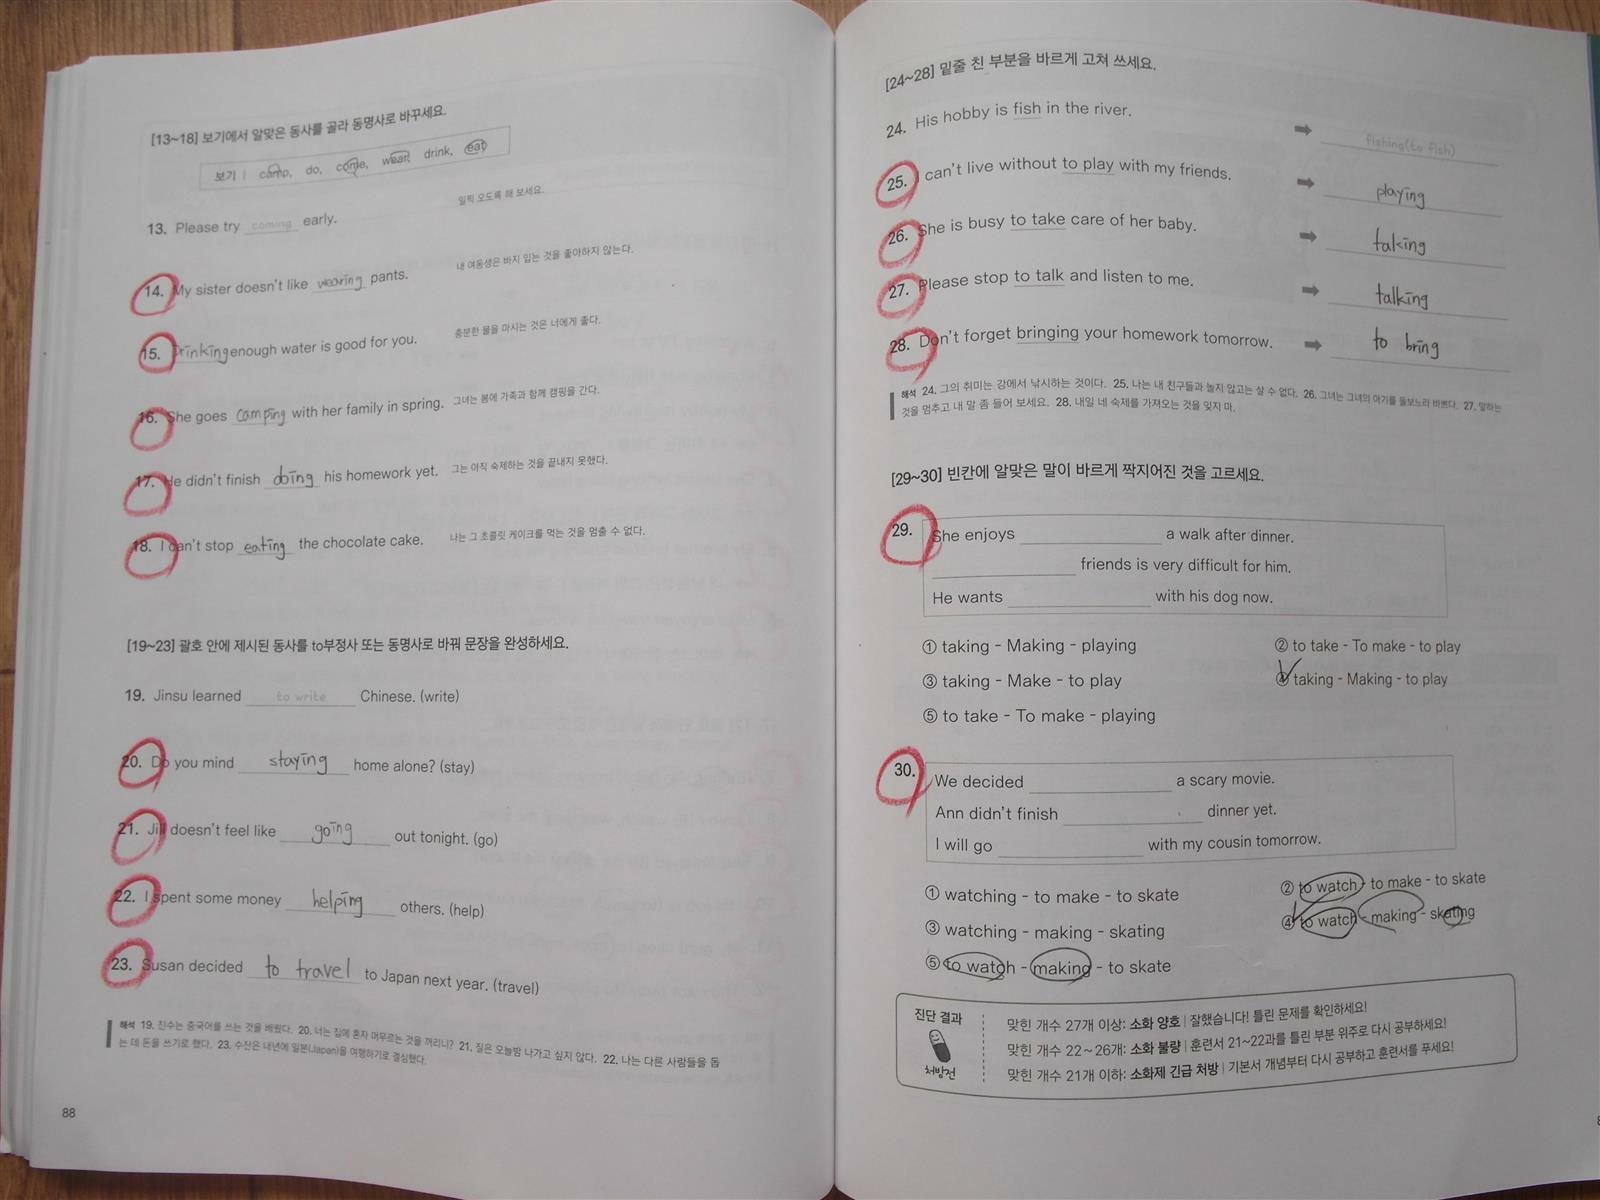 [13~18] 보기에서 알맞은 동사를 골라 동명사로 바꾸세요.
보기 | camp, do, come, wear, drink, eat
일찍 오도록 해 보세요.
13. Please try coming early.
내 여동생은 바지 입는 것을 좋아하지 않는다.
14. My sister doesn't like wearing pants.
충분한 물을 마시는 것은 너에게 좋다.
15. Drinking enough water is good for you.
16. She goes camping with her family in spring. 그녀는 봄에 가족과 함께 캠핑을 간다.
17. He didn't finish doing his homework yet. 그는 아직 숙제하는 것을 끝내지 못했다.
18. I can't stop eating the chocolate cake. 나는 그 초콜릿 케이크를 먹는 것을 멈출 수 없다.
[19~23] 괄호 안에 제시된 동사를 to부정사 또는 동명사로 바꿔 문장을 완성하세요.
19. Jinsu learned to write Chinese. (write)
20. Do you mind staying home alone? (stay)
21. Jill doesn't feel like going out tonight. (go)
22. I spent some money helping others. (help)
23. Susan decided to travel to Japan next year. (travel)
해석 19. 진수는 중국어를 쓰는 것을 배웠다. 20. 너는 집에 혼자 머무르는 것을 꺼리니? 21. 질은 오늘밤 나가고 싶지 않다. 22. 나는 다른 사람들을 돕
는 데 돈을 쓰기로 했다. 23. 수잔은 내년에 일본(Japan)을 여행하기로 결심했다.
88
[24~28] 밑줄 친 부분을 바르게 고쳐 쓰세요.
24. His hobby is fish in the river. ➡ fishing(to fish)
25. I can't live without to play with my friends. ➡ playing
26. She is busy to take care of her baby. ➡ taking
27. Please stop to talk and listen to me. ➡ talking
28. Don't forget bringing your homework tomorrow. ➡ to bring
해석 24. 그의 취미는 강에서 낚시하는 것이다. 25. 나는 내 친구들과 놀지 않고는 살 수 없다. 26. 그녀는 그녀의 아기를 돌보느라 바쁘다. 27. 말하는
것을 멈추고 내 말 좀 들어 보세요. 28. 내일 네 숙제를 가져오는 것을 잊지 마.
[29~30] 빈칸에 알맞은 말이 바르게 짝지어진 것을 고르세요.
29. She enjoys a walk after dinner.
friends is very difficult for him.
He wants with his dog now.
① taking - Making - playing ② to take - To make - to play
③ taking - Make - to play ④ taking - Making - to play
⑤ to take - To make - playing
30. We decided a scary movie.
Ann didn't finish dinner yet.
I will go with my cousin tomorrow.
① watching - to make - to skate ② to watch - to make - to skate
③ watching - making - skating ④ to watch - making - skating
⑤ to watch - making - to skate
진단 결과
처방전
맞힌 개수 27개 이상: 소화 양호 | 잘했습니다! 틀린 문제를 확인하세요!
맞힌 개수 22~26개: 소화 불량 | 훈련서 21~22과를 틀린 부분 위주로 다시 공부하세요!
맞힌 개수 21개 이하: 소화제 긴급 처방 | 기본서 개념부터 다시 공부하고 훈련서를 푸세요!